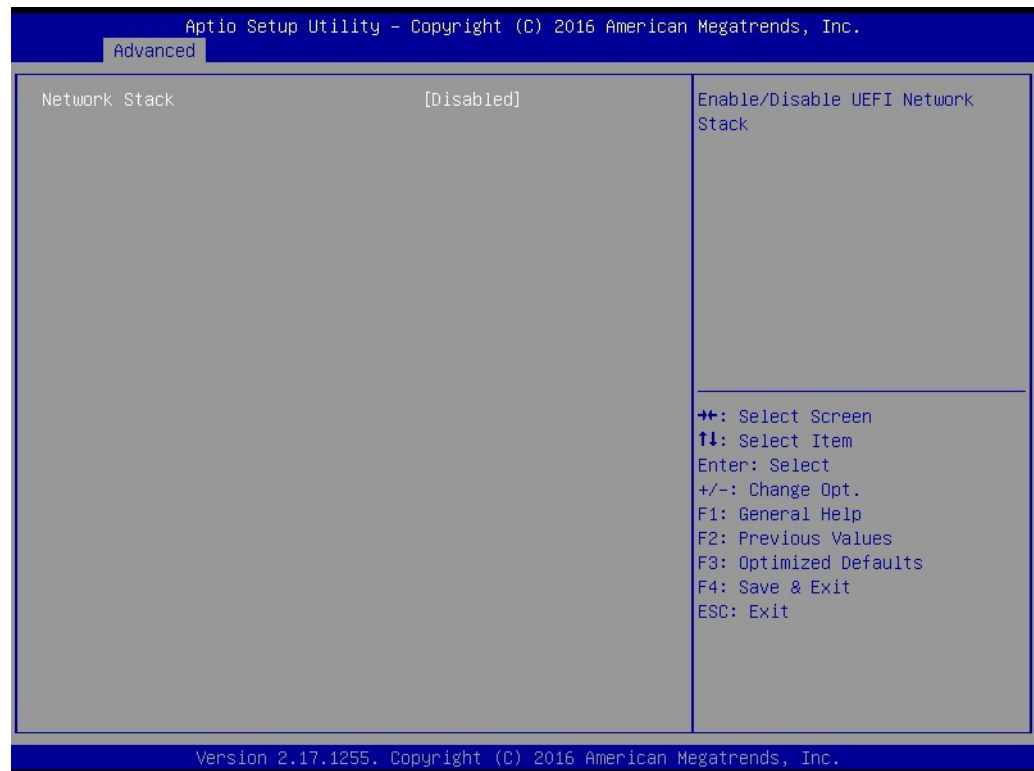 Aptio Setup Utility – Copyright (C) 2016 American Megatrends, Inc.
Advanced
Network Stack [Disabled]
Enable/Disable UEFI Network
Stack
→←: Select Screen
↑↓: Select Item
Enter: Select
+/-: Change Opt.
F1: General Help
F2: Previous Values
F3: Optimized Defaults
F4: Save & Exit
ESC: Exit
Version 2.17.1255. Copyright (C) 2016 American Megatrends, Inc.